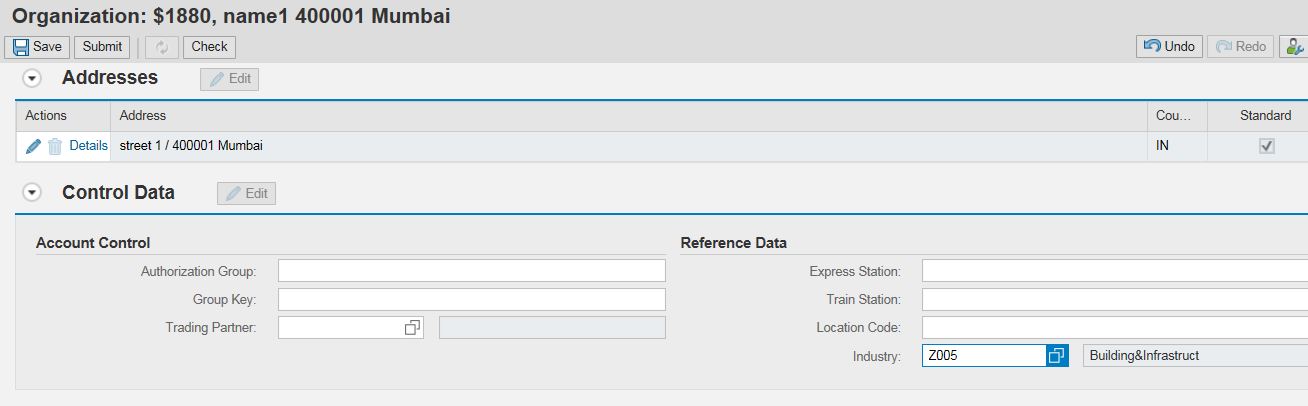 Organization: $1880, name1 400001 Mumbai
Save Submit Check Undo Redo
Addresses Edit
Actions Address Cou... Standard
Details street 1 / 400001 Mumbai IN
Control Data Edit
Account Control
Authorization Group:
Group Key:
Trading Partner:
Reference Data
Express Station:
Train Station:
Location Code:
Industry: Z005 Building&Infrastruct